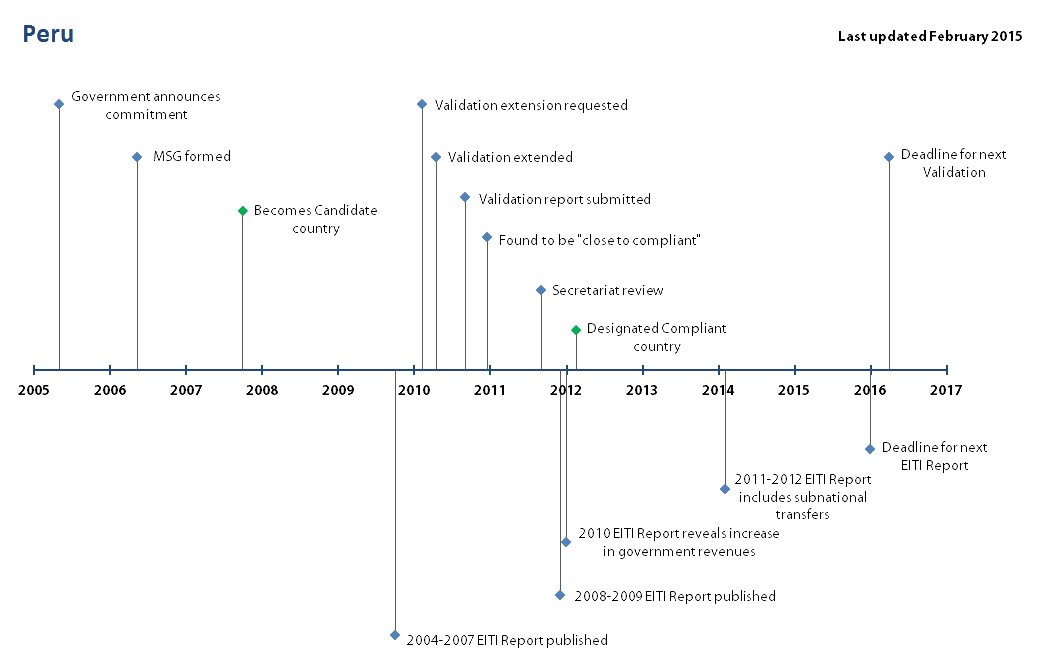 Peru
Last updated February 2015
Government announces
commitment
Validation extension requested
MSG formed
Validation extended
Deadline for next
Validation
Validation report submitted
Becomes Candidate
country
Found to be "close to compliant"
Secretariat review
Designated Compliant
country
2005 2006 2007 2008 2009 2010 2011 2012 2013 2014 2015 2016 2017
Deadline for next
EITI Report
2011-2012 EITI Report
includes subnational
transfers
2010 EITI Report reveals increase
in government revenues
2008-2009 EITI Report published
2004-2007 EITI Report published